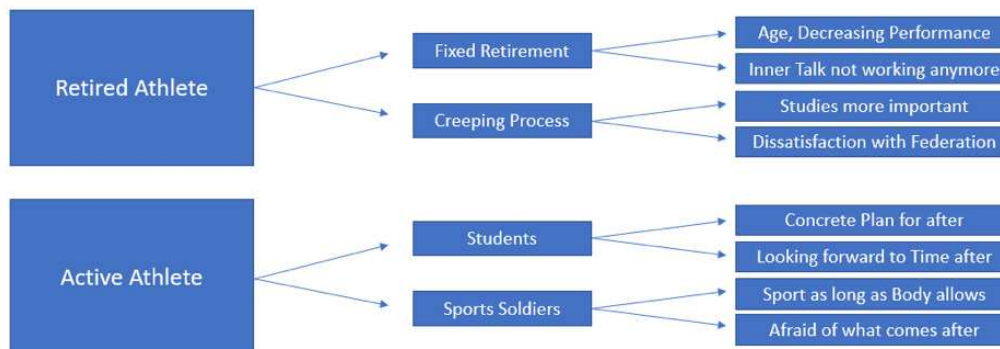 Retired Athlete
Fixed Retirement
Creeping Process
Age, Decreasing Performance
Inner Talk not working anymore
Studies more important
Dissatisfaction with Federation
Active Athlete
Students
Sports Soldiers
Concrete Plan for after
Looking forward to Time after
Sport as long as Body allows
Afraid of what comes after